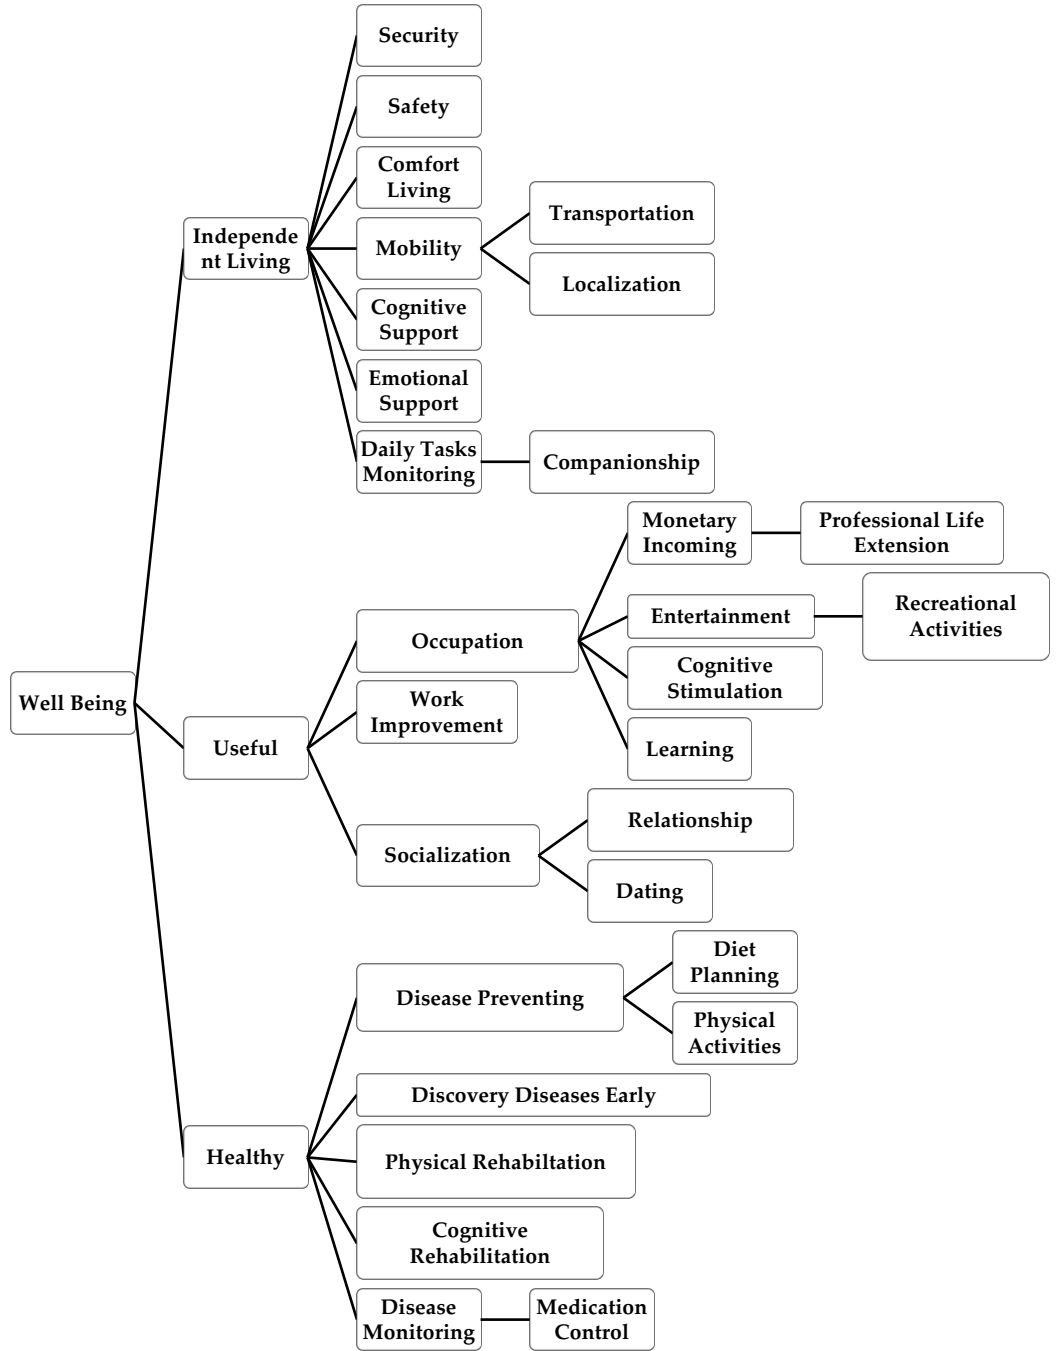 Security
Safety
Comfort
Living
Independe
nt Living
Mobility
Transportation
Localization
Cognitive
Support
Emotional
Support
Daily Tasks
Monitoring
Companionship
Monetary
Incoming
Professional Life
Extension
Occupation
Entertainment
Recreational
Activities
Cognitive
Stimulation
Well Being
Work
Improvement
Useful
Learning
Socialization
Relationship
Dating
Disease Preventing
Diet
Planning
Physical
Activities
Discovery Diseases Early
Healthy
Physical Rehabiltation
Cognitive
Rehabilitation
Disease
Monitoring
Medication
Control